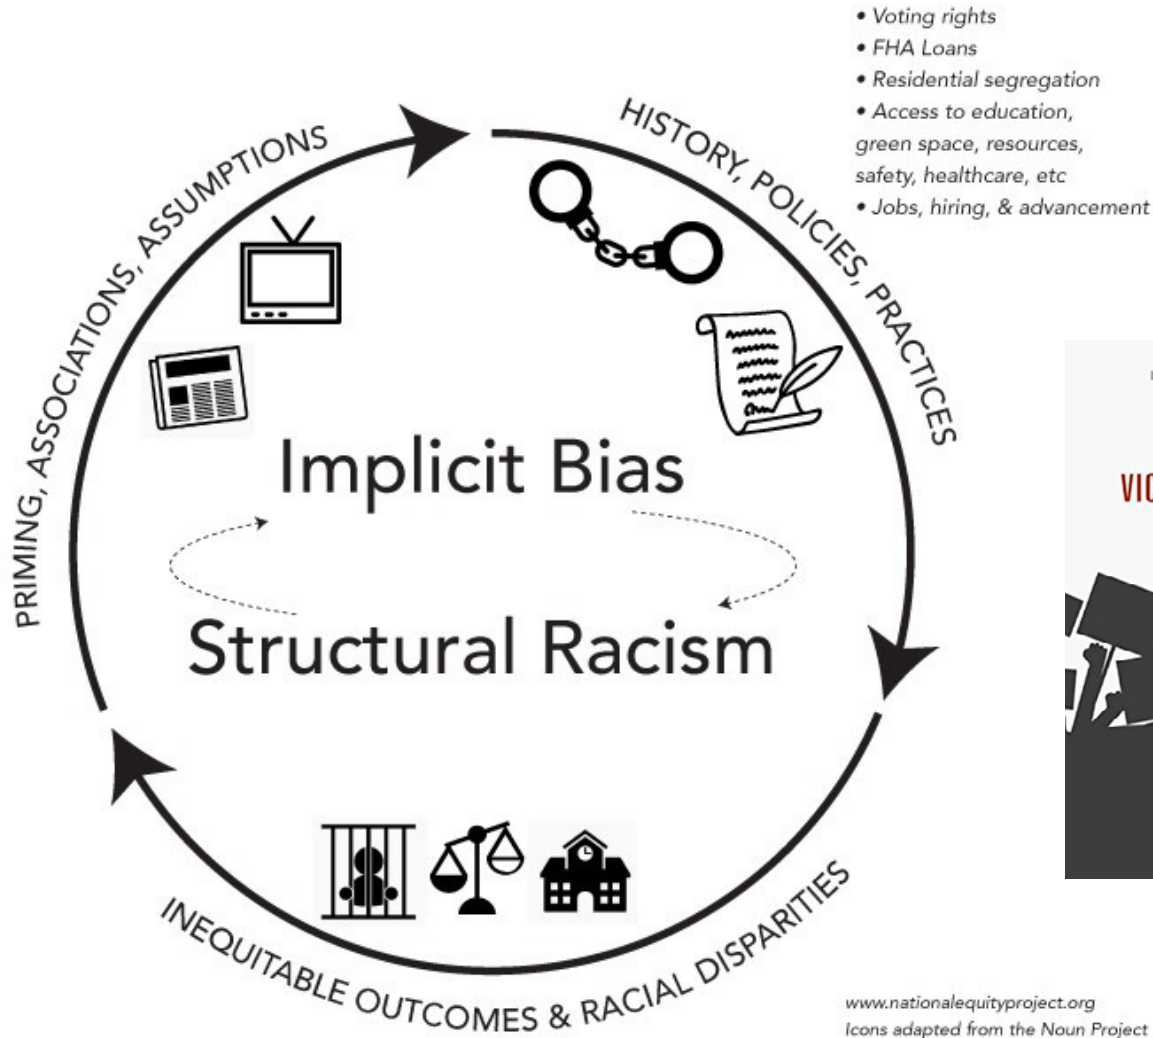 • Voting rights
• FHA Loans
• Residential segregation
• Access to education,
green space, resources,
safety, healthcare, etc
• Jobs, hiring, & advancement
HISTORY, POLICIES, PRACTICES
PRIMING, ASSOCIATIONS, ASSUMPTIONS
Implicit Bias
Structural Racism
INEQUITABLE OUTCOMES & RACIAL DISPARITIES
www.nationalequityproject.org
Icons adapted from the Noun Project